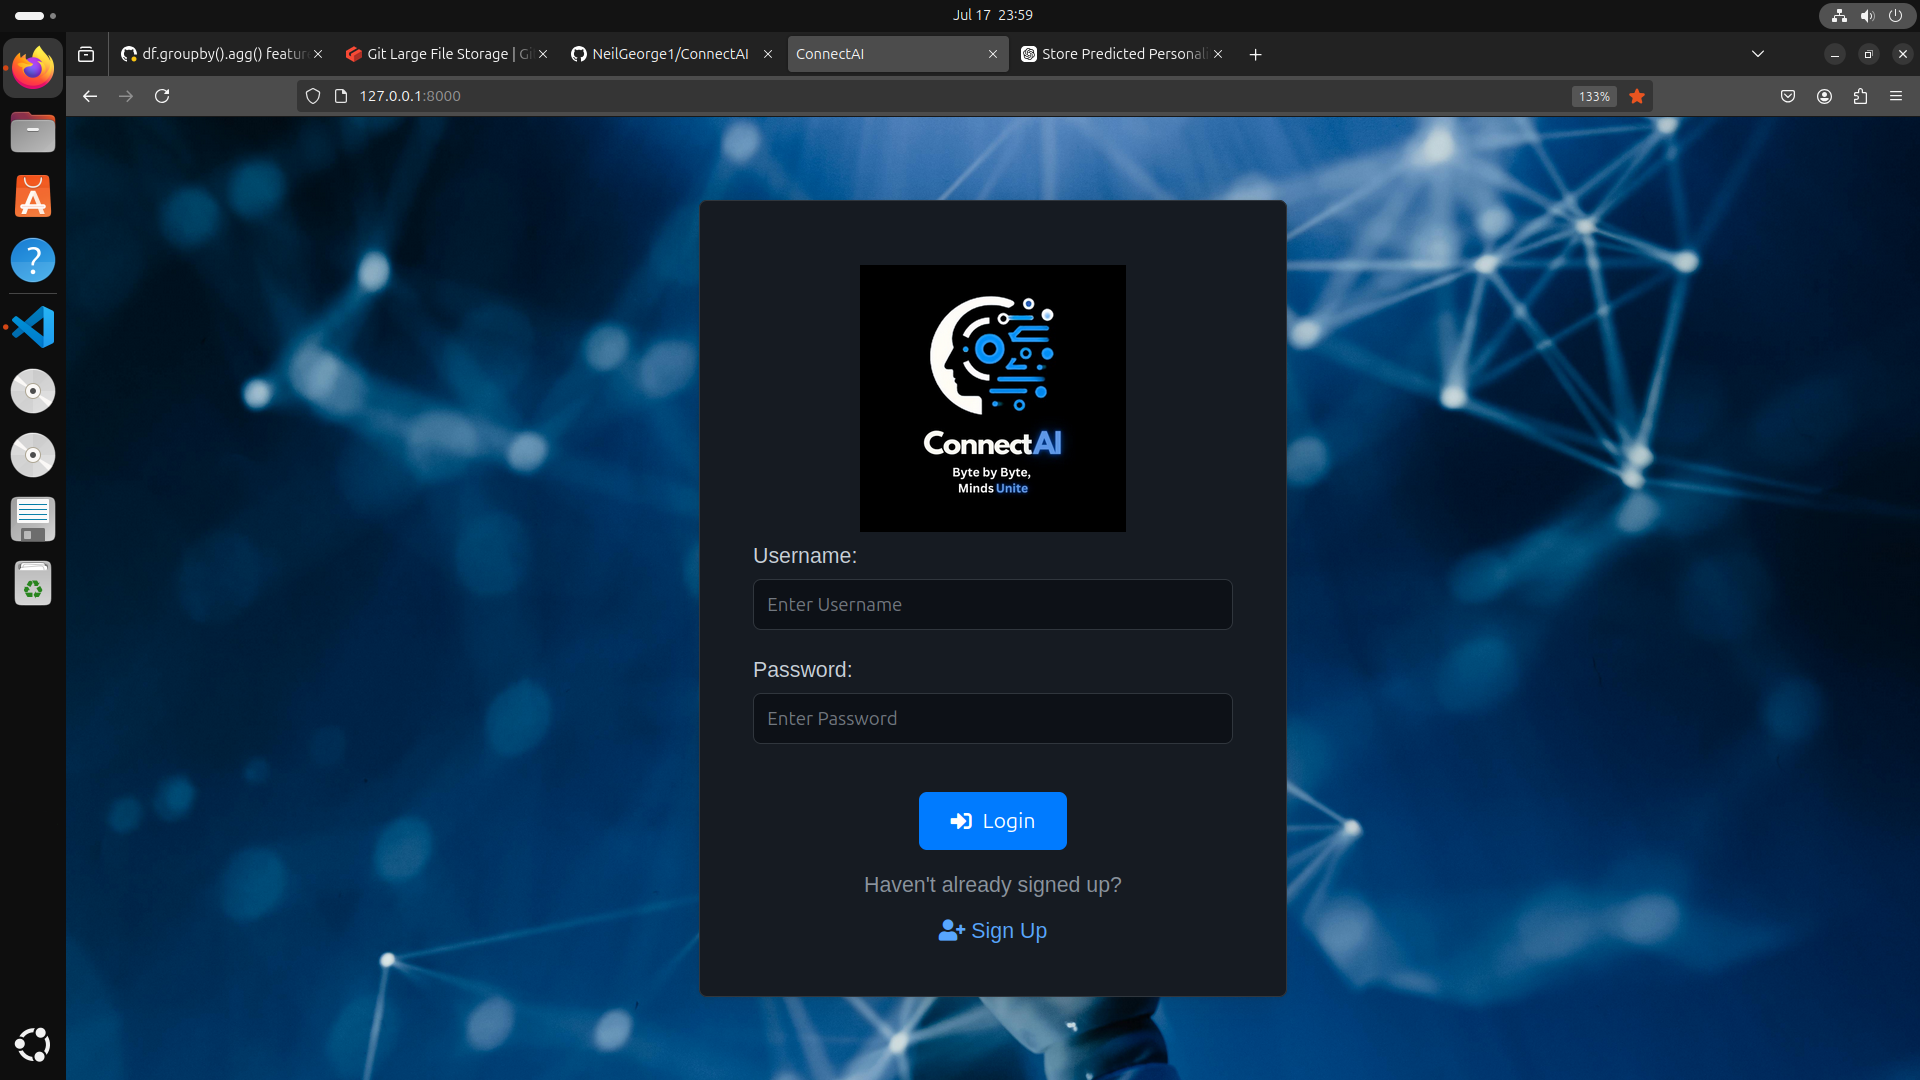 Jul 17 23:59
df.groupby().agg() featur
Git Large File Storage | Gi
NeilGeorge1/ConnectAI
ConnectAI
Store Predicted Personali
127.0.0.1:8000
133%
ConnectAI
Byte by Byte,
Minds Unite
Username:
Enter Username
Password:
Enter Password
Login
Haven't already signed up?
Sign Up